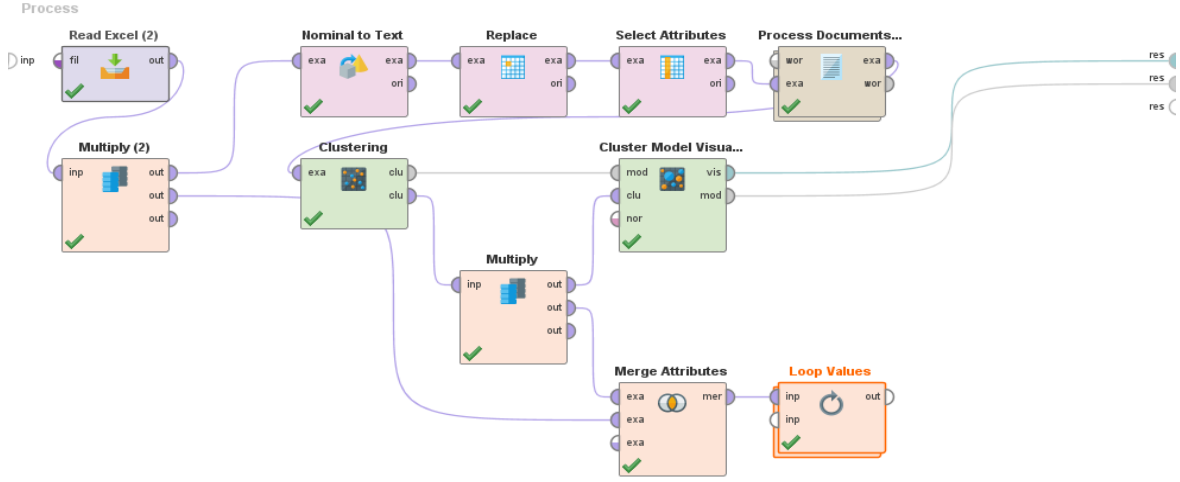 Process
Read Excel (2)
Nominal to Text
Replace
Select Attributes
Process Documents...
inp
fil
out
exa
exa
ori
exa
exa
ori
exa
exa
ori
wor
exa
exa
wor
res
res
res
Multiply (2)
Clustering
Cluster Model Visua...
inp
out
out
out
exa
clu
clu
mod
clu
nor
vis
mod
Multiply
inp
out
out
out
Merge Attributes
Loop Values
exa
exa
exa
mer
inp
inp
out